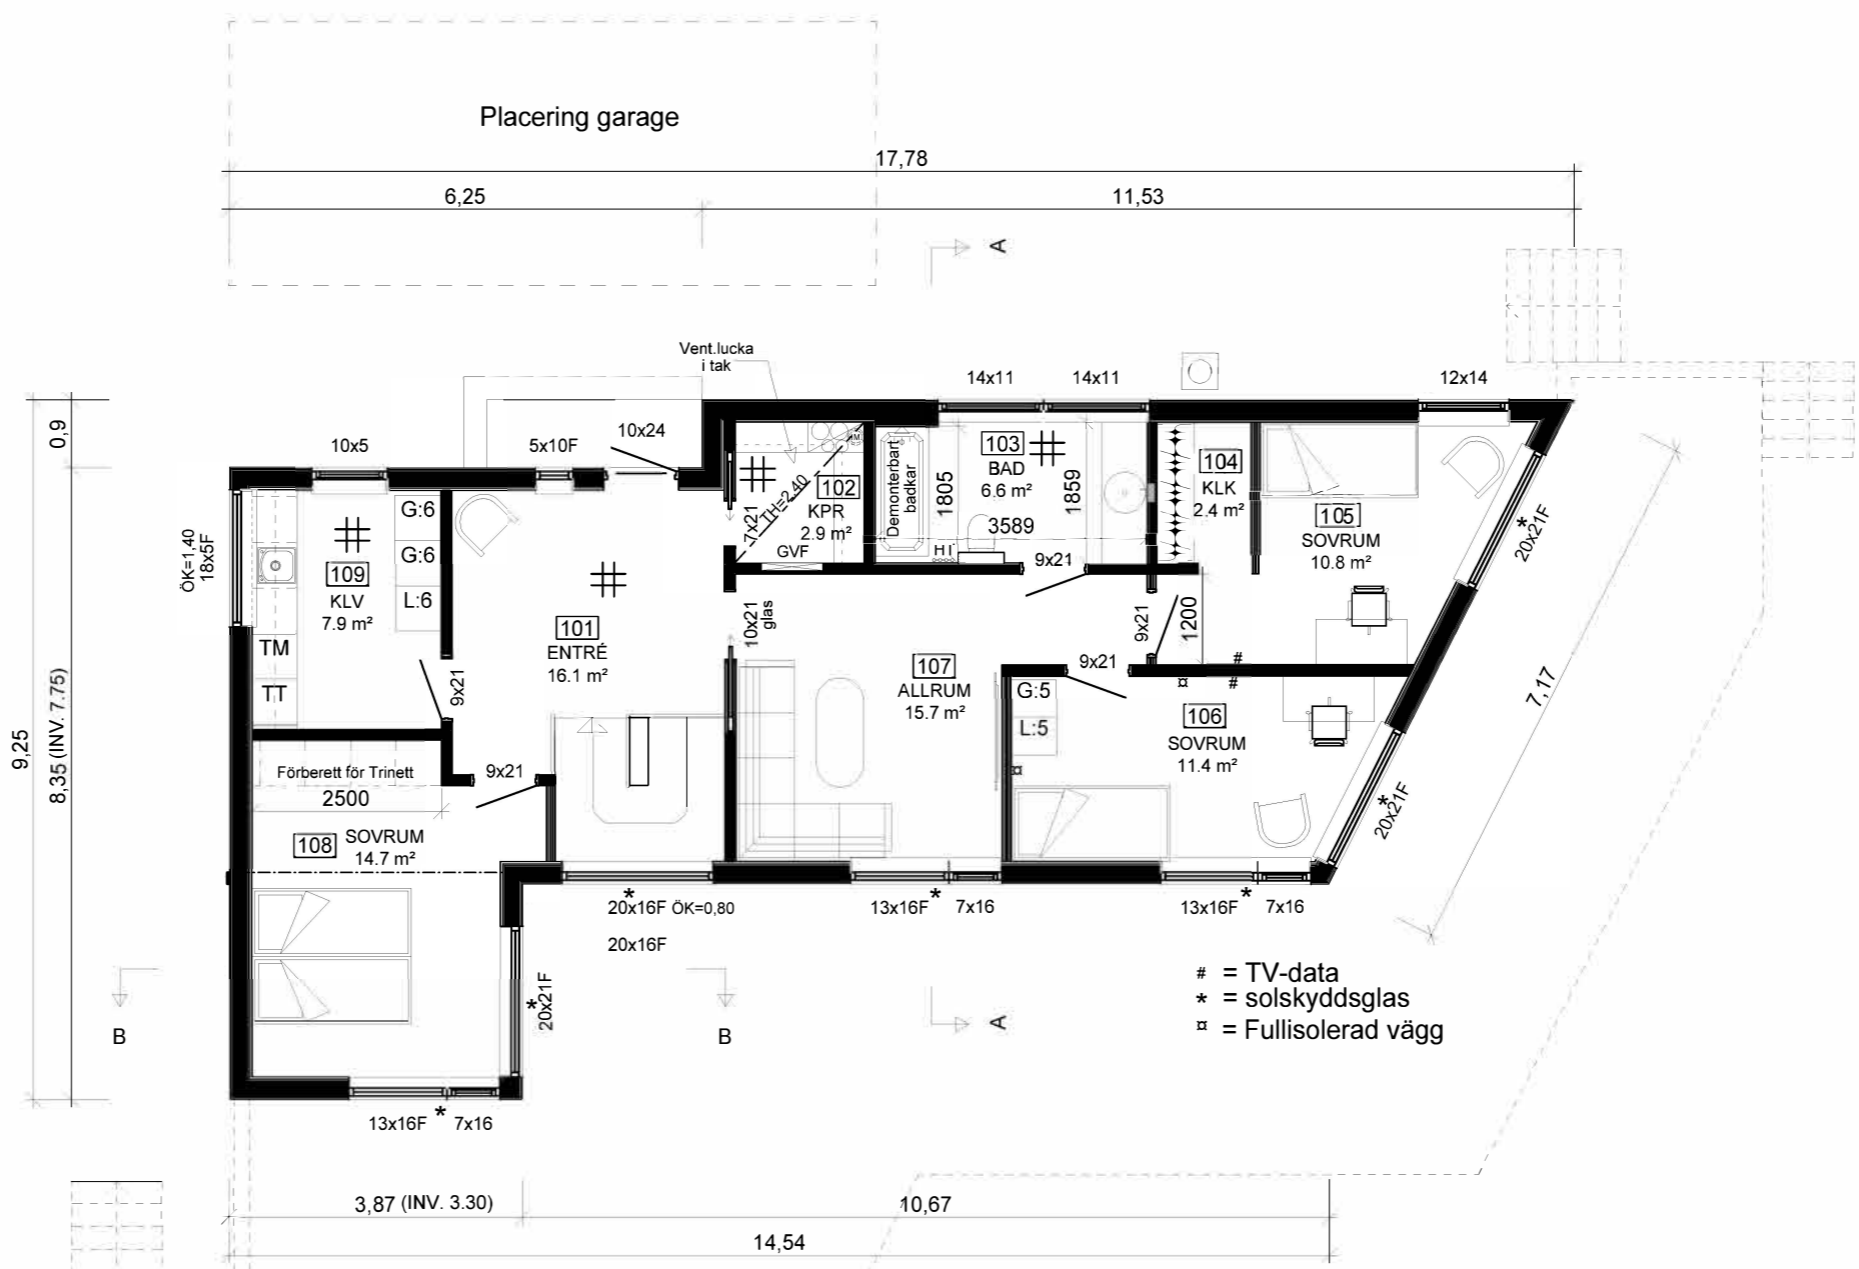 Placering garage
17,78
6,25
11,53
A
Vent.lucka
i tak
14x11
14x11
12x14
0,9
10x5
5x10F
10x24
ÖK=1,40
18x5F
G:6
G:6
L:6
109
KLV
7.9 m²
TM
TT
9x21
101
ENTRÉ
16.1 m²
7x21
TH=2,40
102
KPR
2.9 m²
GVF
10x21
glas
Demonterbart
badkar
1805
103
BAD
6.6 m²
1859
3589
HT
9x21
104
KLK
2.4 m²
105
SOVRUM
10.8 m²
20x21F
*
9x21
1200
9x21
#
¤
#
107
ALLRUM
15.7 m²
G:5
L:5
¤
106
SOVRUM
11.4 m²
*
20x21F
7,17
9,25
8,35 (INV. 7.75)
Förberett för Trinett
2500
9x21
108
SOVRUM
14.7 m²
*
20x16F ÖK=0,80
20x16F
*
13x16F
7x16
*
13x16F
7x16
*
20x21F
B
B
A
# = TV-data
* = solskyddsglas
¤ = Fullisolerad vägg
13x16F * 7x16
3,87 (INV. 3.30)
10,67
14,54